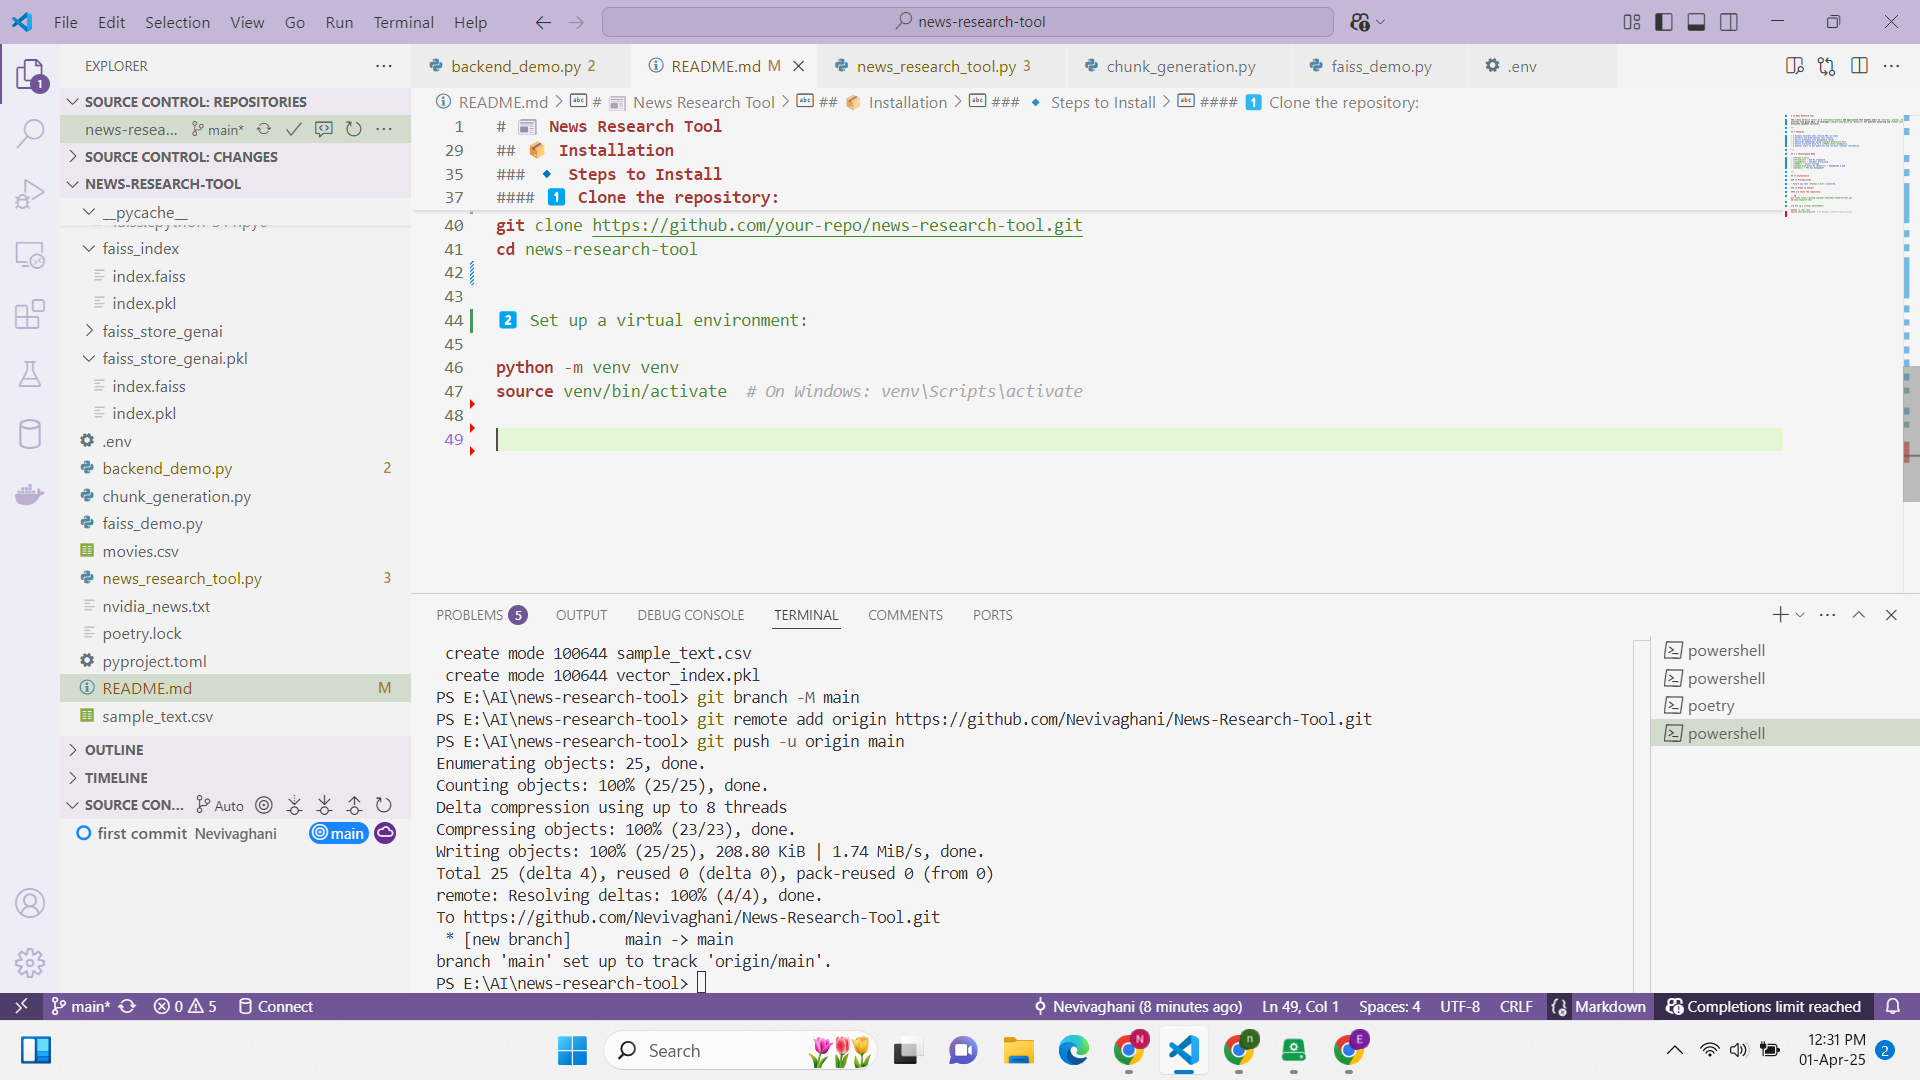 File Edit Selection View Go Run Terminal Help
news-research-tool
EXPLORER
SOURCE CONTROL: REPOSITORIES
news-resea... main*
SOURCE CONTROL: CHANGES
NEWS-RESEARCH-TOOL
__pycache__
faiss_index
index.faiss
index.pkl
faiss_store_genai
faiss_store_genai.pkl
index.faiss
index.pkl
.env
backend_demo.py 2
chunk_generation.py
faiss_demo.py
movies.csv
news_research_tool.py 3
nvidia_news.txt
poetry.lock
pyproject.toml
README.md M
sample_text.csv
OUTLINE
TIMELINE
SOURCE CON... Auto
first commit Nevivaghani main
1
backend_demo.py 2
README.md M
news_research_tool.py 3
chunk_generation.py
faiss_demo.py
.env
README.md > # News Research Tool > ## 📦 Installation > ### 🔹 Steps to Install > #### 1️⃣ Clone the repository:
1 # 📰 News Research Tool
29 ## 📦 Installation
35 ### 🔹 Steps to Install
37 #### 1️⃣ Clone the repository:
40 git clone https://github.com/your-repo/news-research-tool.git
41 cd news-research-tool
42
43
44 2️⃣ Set up a virtual environment:
45
46 python -m venv venv
47 source venv/bin/activate # On Windows: venv\Scripts\activate
48
49
PROBLEMS 5 OUTPUT DEBUG CONSOLE TERMINAL COMMENTS PORTS
create mode 100644 sample_text.csv
create mode 100644 vector_index.pkl
PS E:\AI\news-research-tool> git branch -M main
PS E:\AI\news-research-tool> git remote add origin https://github.com/Nevivaghani/News-Research-Tool.git
PS E:\AI\news-research-tool> git push -u origin main
Enumerating objects: 25, done.
Counting objects: 100% (25/25), done.
Delta compression using up to 8 threads
Compressing objects: 100% (23/23), done.
Writing objects: 100% (25/25), 208.80 KiB | 1.74 MiB/s, done.
Total 25 (delta 4), reused 0 (delta 0), pack-reused 0 (from 0)
remote: Resolving deltas: 100% (4/4), done.
To https://github.com/Nevivaghani/News-Research-Tool.git
* [new branch] main -> main
branch 'main' set up to track 'origin/main'.
PS E:\AI\news-research-tool>
powershell
powershell
poetry
powershell
main* 0 5 Connect
Nevivaghani (8 minutes ago) Ln 49, Col 1 Spaces: 4 UTF-8 CRLF Markdown Completions limit reached
Search
N
n
E
12:31 PM
01-Apr-25
2